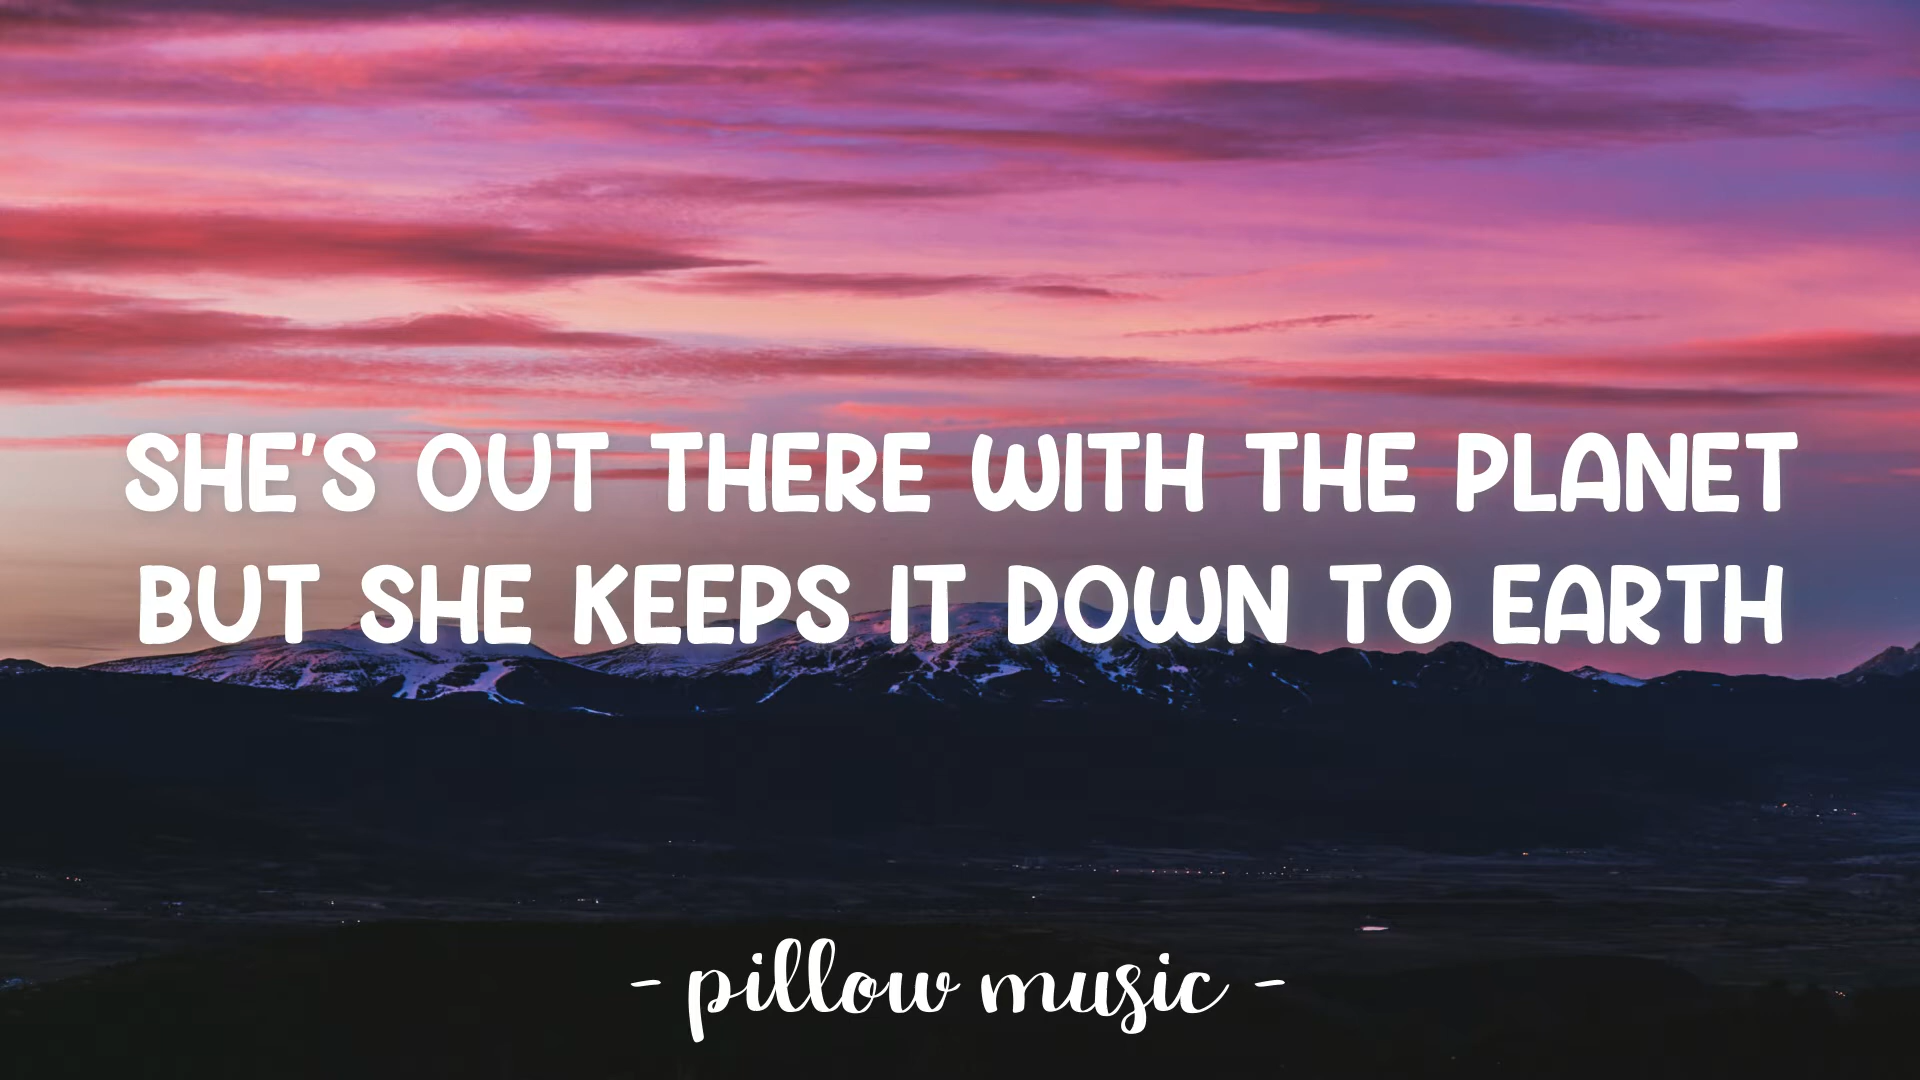 SHE'S OUT THERE WITH THE PLANET
BUT SHE KEEPS IT DOWN TO EARTH
- pillow music -